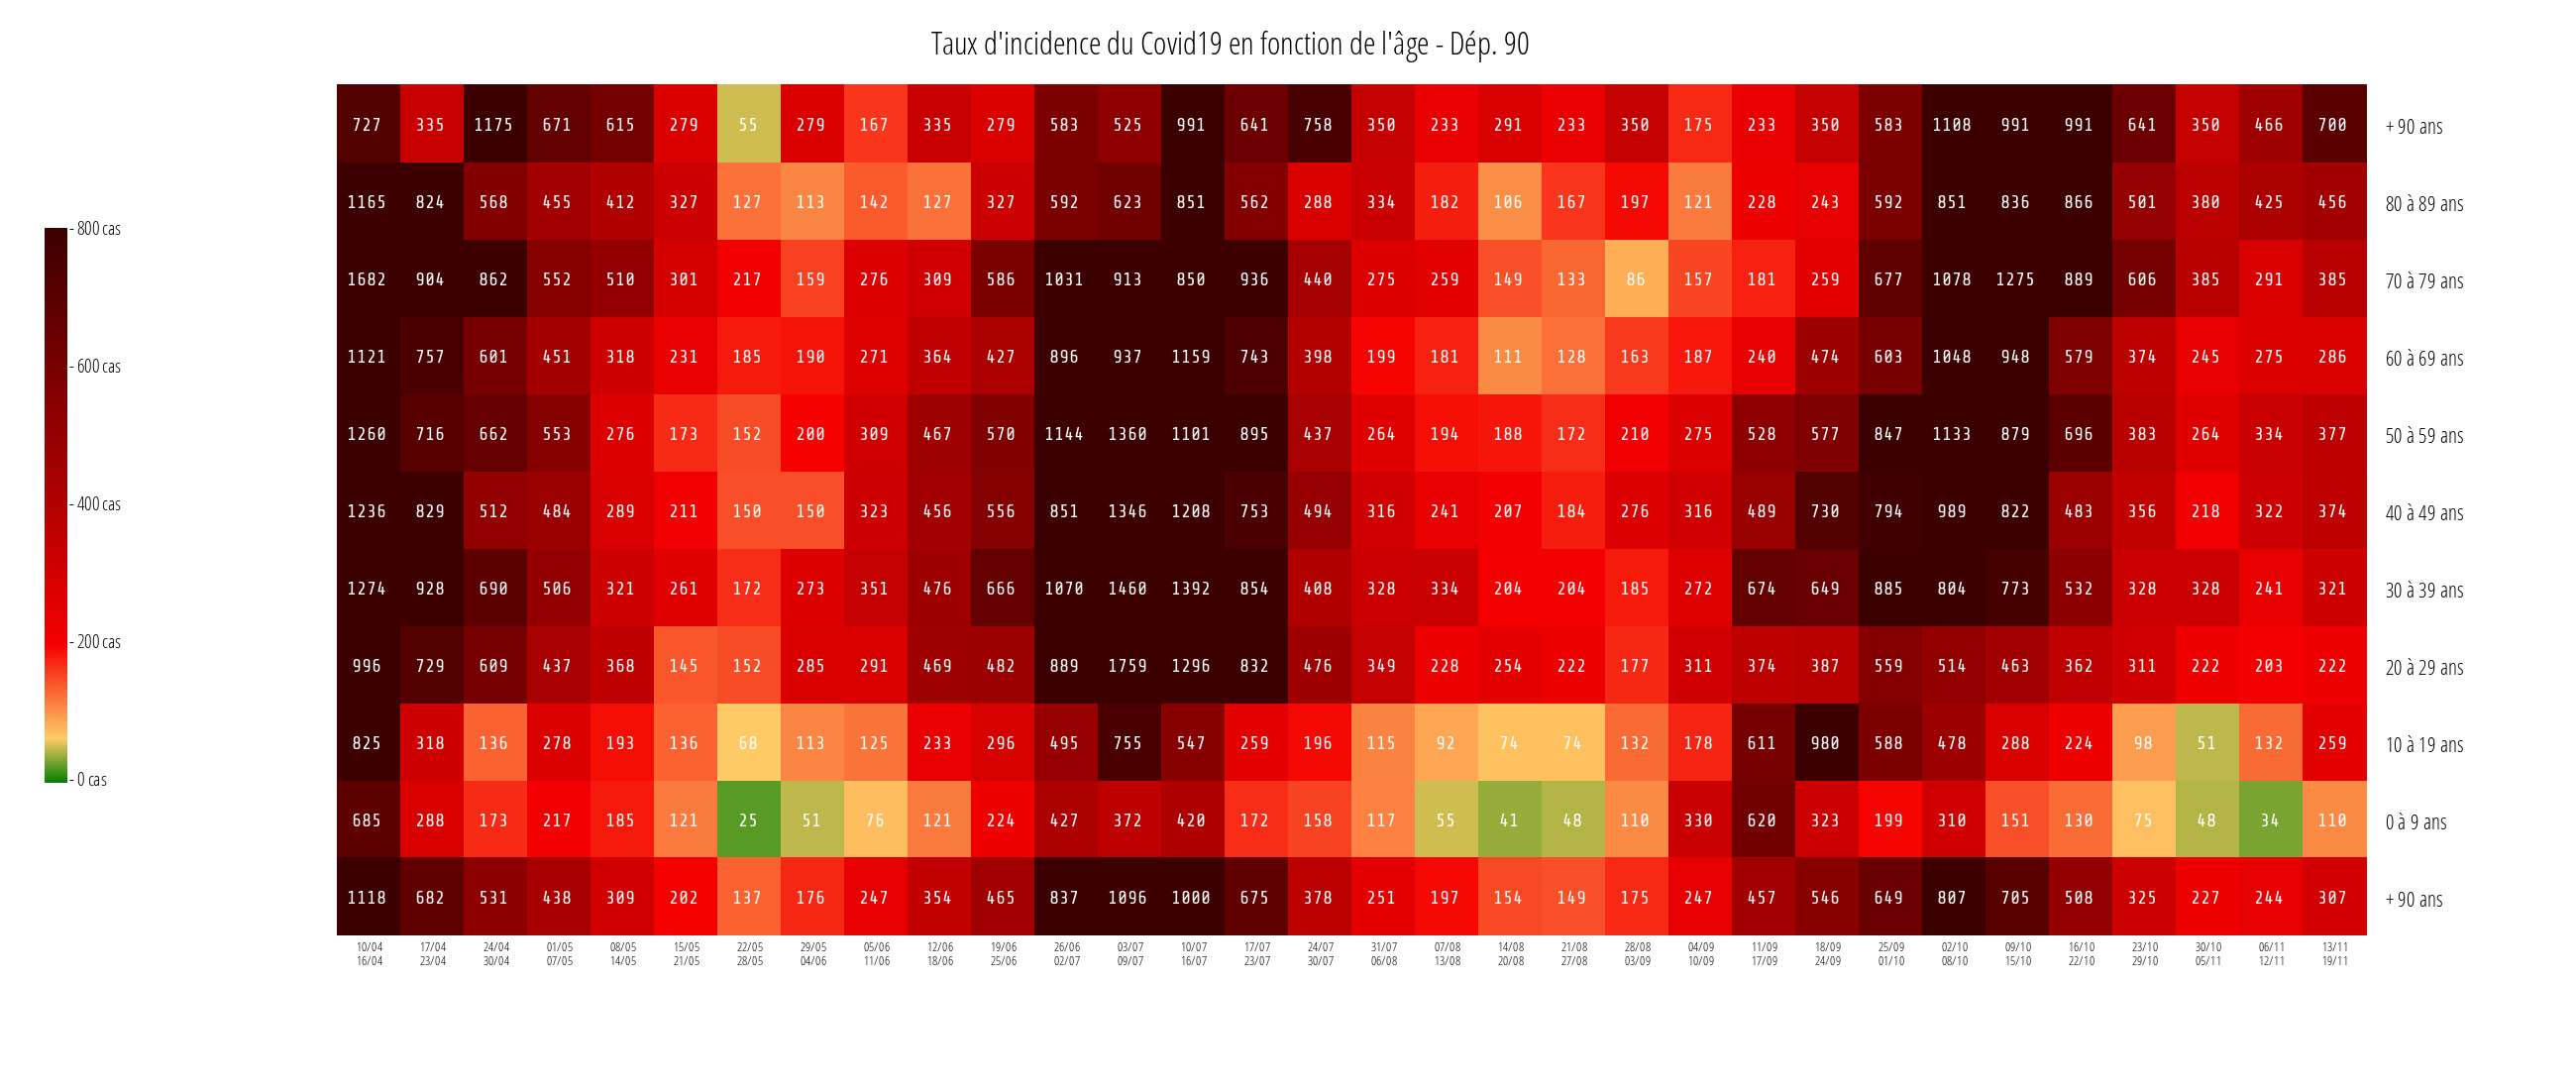 Taux d'incidence du Covid19 en fonction de l'âge - Dép. 90
727 335 1175 671 615 279 55 279 167 335 279 583 525 991 641 758 350 233 291 233 350 175 233 350 583 1108 991 991 641 350 466 700 + 90 ans
1165 824 568 455 412 327 127 113 142 127 327 592 623 851 562 288 334 182 106 167 197 121 228 243 592 851 836 866 501 380 425 456 80 à 89 ans
1682 904 862 552 510 301 217 159 276 309 586 1031 913 850 936 440 275 259 149 133 86 157 181 259 677 1078 1275 889 606 385 291 385 70 à 79 ans
1121 757 601 451 318 231 185 190 271 364 427 896 937 1159 743 398 199 181 111 128 163 187 240 474 603 1048 948 579 374 245 275 286 60 à 69 ans
1260 716 662 553 276 173 152 200 309 467 570 1144 1360 1101 895 437 264 194 188 172 210 275 528 577 847 1133 879 696 383 264 334 377 50 à 59 ans
1236 829 512 484 289 211 150 150 323 456 556 851 1346 1208 753 494 316 241 207 184 276 316 489 730 794 989 822 483 356 218 322 374 40 à 49 ans
1274 928 690 506 321 261 172 273 351 476 666 1070 1460 1392 854 408 328 334 204 204 185 272 674 649 885 804 773 532 328 328 241 321 30 à 39 ans
996 729 609 437 368 145 152 285 291 469 482 889 1759 1296 832 476 349 228 254 222 177 311 374 387 559 514 463 362 311 222 203 222 20 à 29 ans
825 318 136 278 193 136 68 113 125 233 296 495 755 547 259 196 115 92 74 74 132 178 611 980 588 478 288 224 98 51 132 259 10 à 19 ans
685 288 173 217 185 121 25 51 76 121 224 427 372 420 172 158 117 55 41 48 110 330 620 323 199 310 151 130 75 48 34 110 0 à 9 ans
1118 682 531 438 309 202 137 176 247 354 465 837 1096 1000 675 378 251 197 154 149 175 247 457 546 649 807 705 508 325 227 244 307 + 90 ans
10/04 17/04 24/04 01/05 08/05 15/05 22/05 29/05 05/06 12/06 19/06 26/06 03/07 10/07 17/07 24/07 31/07 07/08 14/08 21/08 28/08 04/09 11/09 18/09 25/09 02/10 09/10 16/10 23/10 30/10 06/11 13/11
16/04 23/04 30/04 07/05 14/05 21/05 28/05 04/06 11/06 18/06 25/06 02/07 09/07 16/07 23/07 30/07 06/08 13/08 20/08 27/08 03/09 10/09 17/09 24/09 01/10 08/10 15/10 22/10 29/10 05/11 12/11 19/11
- 800 cas
- 600 cas
- 400 cas
- 200 cas
- 0 cas